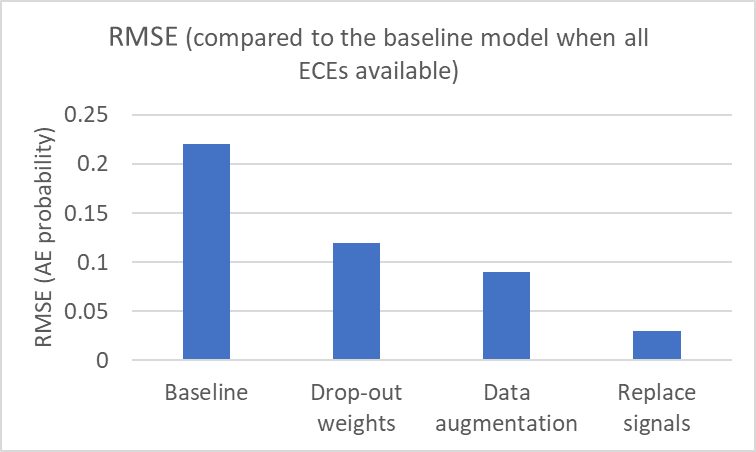 RMSE (compared to the baseline model when all
ECEs available)
RMSE (AE probability)
0.25
0.2
0.15
0.1
0.05
0
Baseline
Drop-out
weights
Data
augmentation
Replace
signals